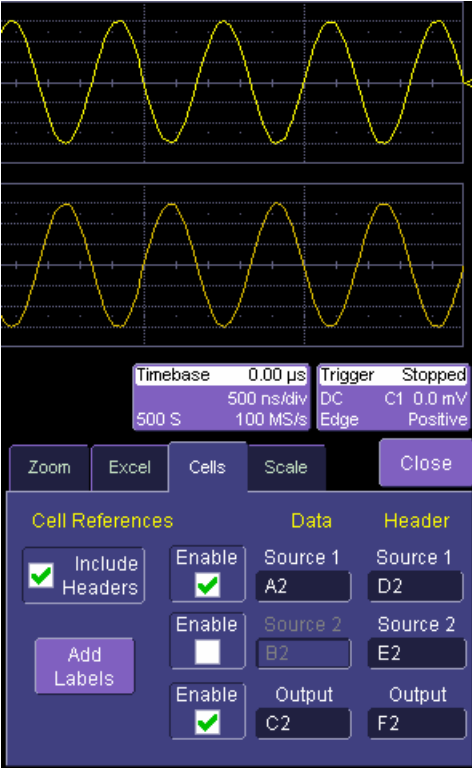 Timebase 0.00 µs
500 ns/div
500 S 100 MS/s
Trigger Stopped
DC C1 0.0 mV
Edge Positive
Zoom Excel Cells Scale Close
Cell References Data Header
Include Headers
Enable Source 1 Source 1
A2 D2
Enable Source 2 Source 2
B2 E2
Add Labels
Enable Output Output
C2 F2